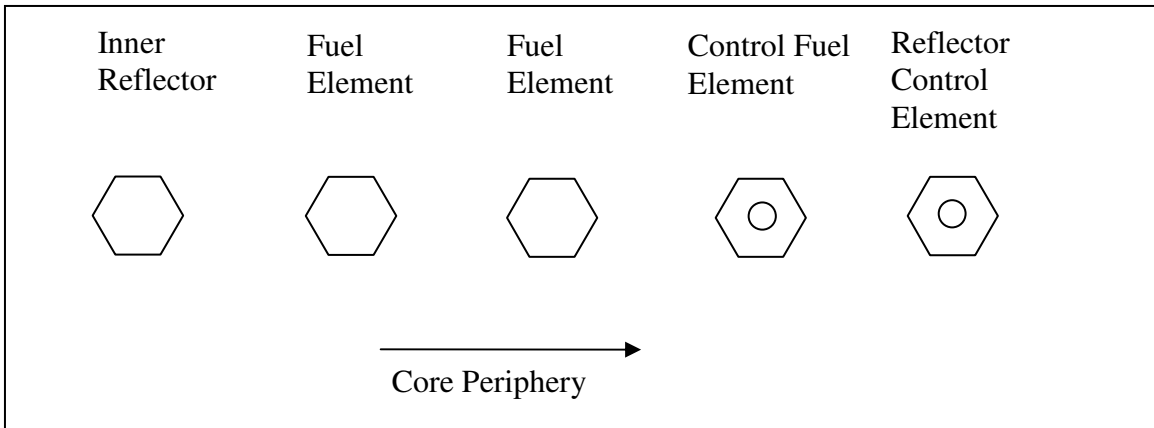 Inner
Reflector
Fuel
Element
Fuel
Element
Control Fuel
Element
Reflector
Control
Element
Core Periphery